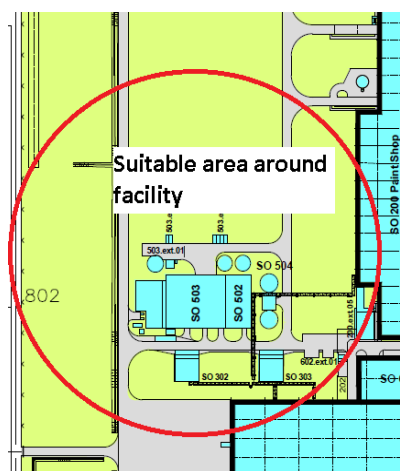 Suitable area around
facility
503.ext.01
SO 504
802
SO 503
SO 502
SO 200 PaintShop
SO 302
SO 303
602.ext.01
202